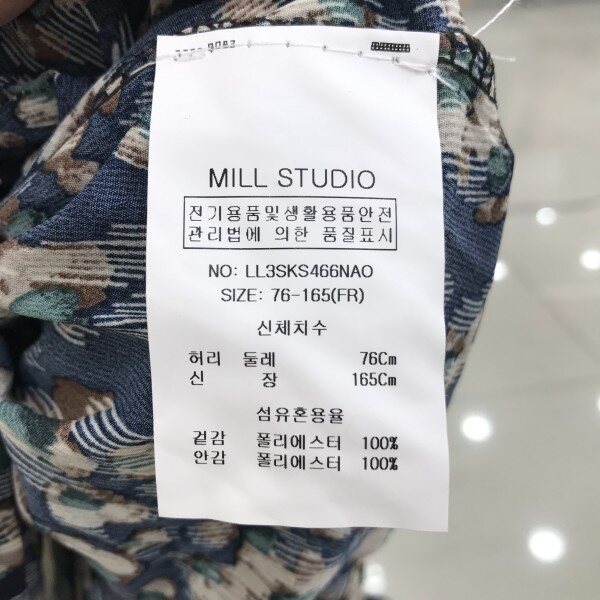 MILL STUDIO
전기용품및생활용품안전
관리법에 의한 품질표시
NO: LL3SKS466NAO
SIZE: 76-165(FR)
신체치수
허리 둘레 76Cm
신 장 165Cm
섬유혼용율
겉감 폴리에스터 100%
안감 폴리에스터 100%